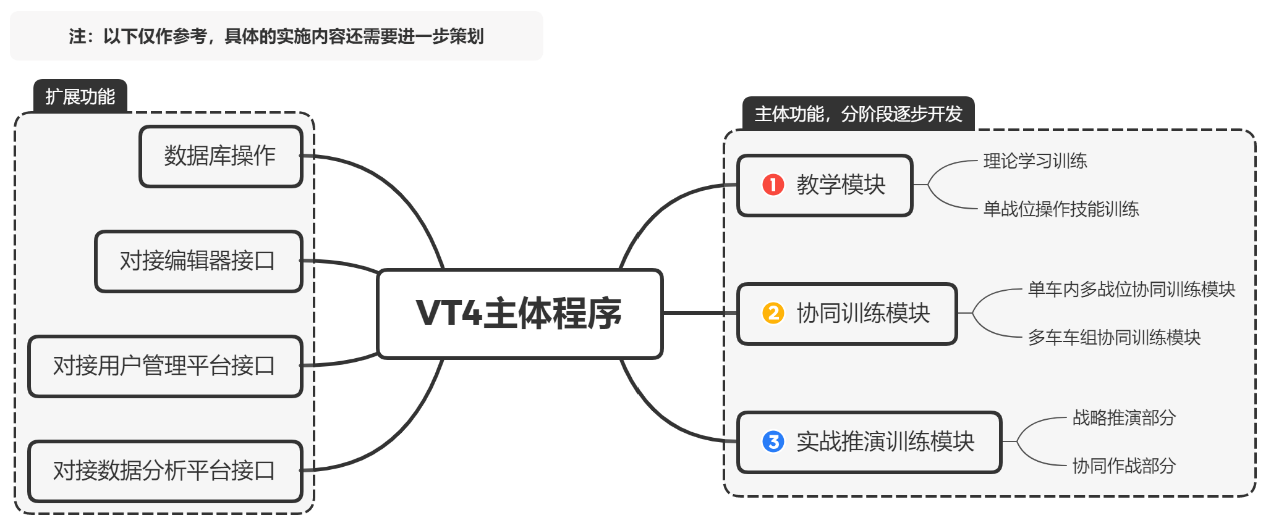 注：以下仅作参考，具体的实施内容还需要进一步策划
扩展功能
数据库操作
对接编辑器接口
对接用户管理平台接口
对接数据分析平台接口
VT4主体程序
主体功能，分阶段逐步开发
1 教学模块
理论学习训练
单战位操作技能训练
2 协同训练模块
单车内多战位协同训练模块
多车车组协同训练模块
3 实战推演训练模块
战略推演部分
协同作战部分